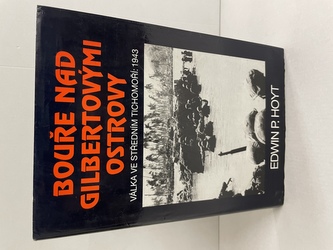 BOUŘE NAD
GILBERTOVÝMI
OSTROVY
VÁLKA VE STŘEDNÍM TICHOMOŘÍ: 1943
EDWIN P. HOYT